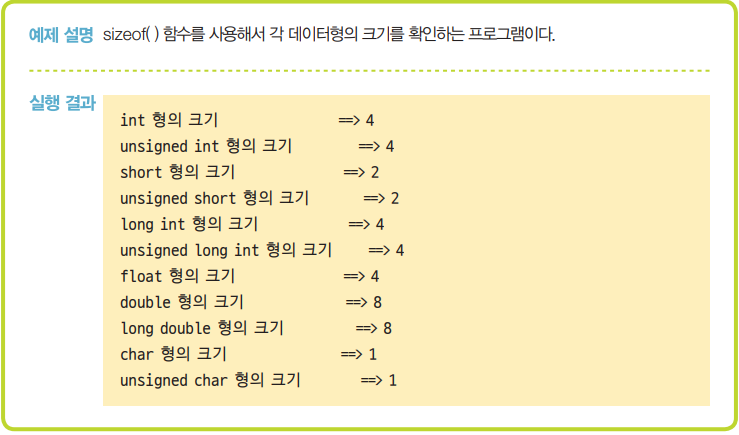 예제 설명 sizeof( ) 함수를 사용해서 각 데이터형의 크기를 확인하는 프로그램이다.
실행 결과
int 형의 크기 ==> 4
unsigned int 형의 크기 ==> 4
short 형의 크기 ==> 2
unsigned short 형의 크기 ==> 2
long int 형의 크기 ==> 4
unsigned long int 형의 크기 ==> 4
float 형의 크기 ==> 4
double 형의 크기 ==> 8
long double 형의 크기 ==> 8
char 형의 크기 ==> 1
unsigned char 형의 크기 ==> 1